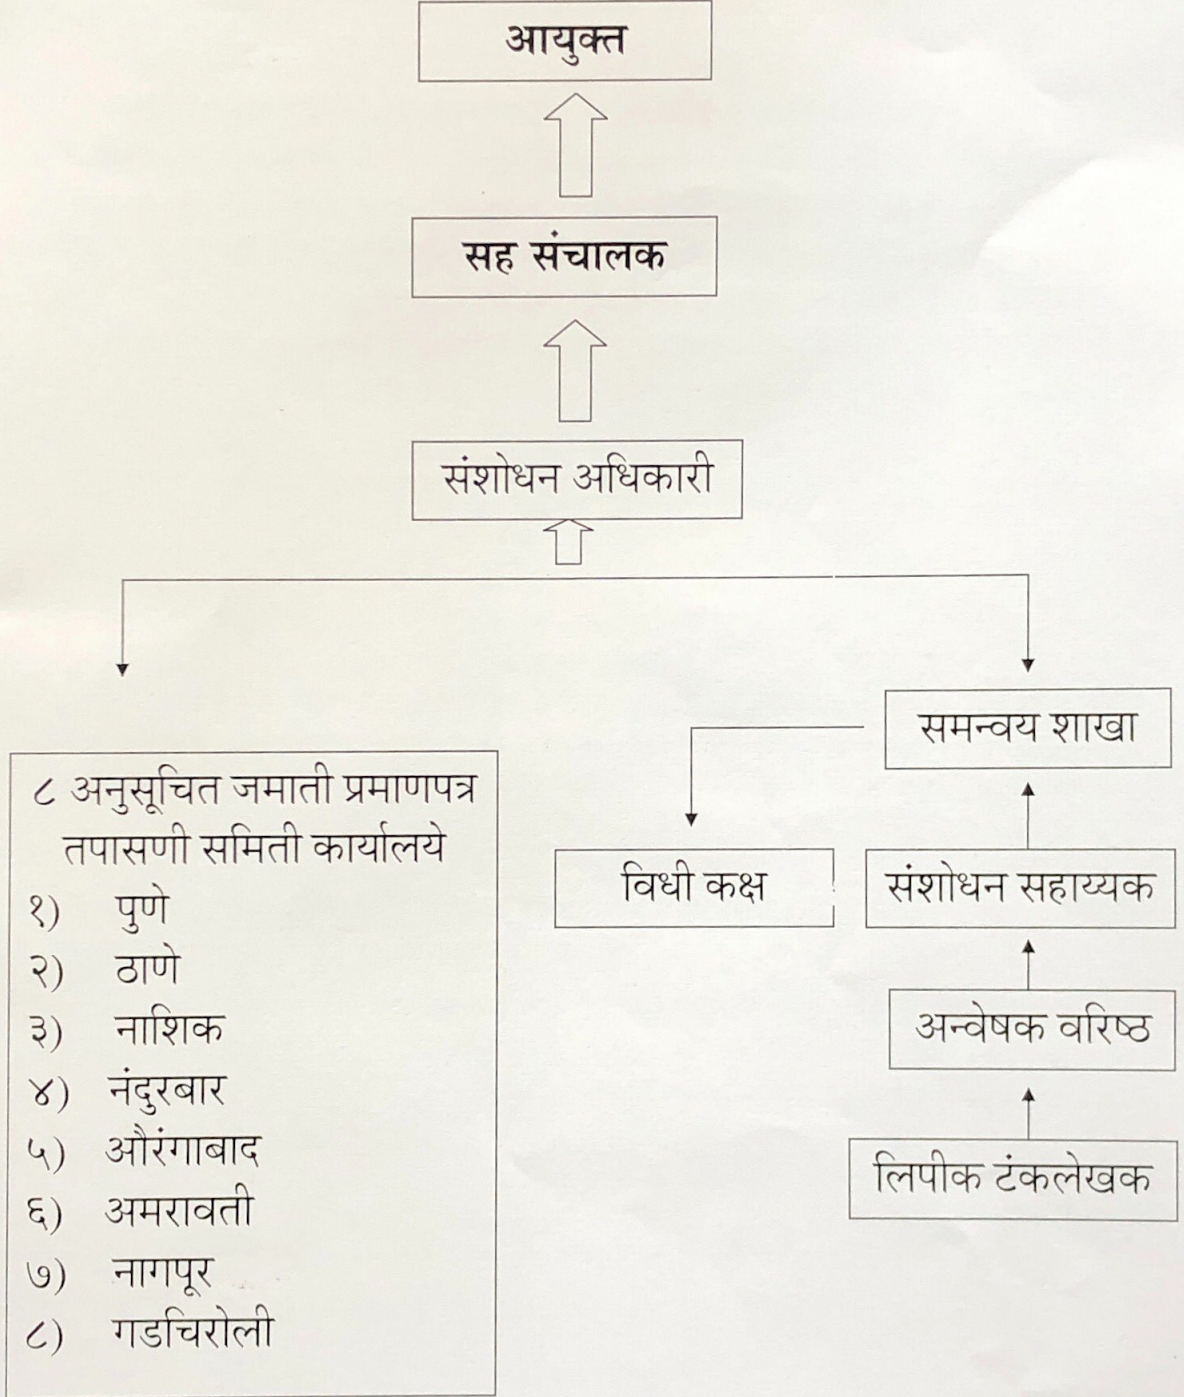 आयुक्त
सह संचालक
संशोधन अधिकारी
समन्वय शाखा
८ अनुसूचित जमाती प्रमाणपत्र
तपासणी समिती कार्यालये
१) पुणे
२) ठाणे
३) नाशिक
४) नंदुरबार
५) औरंगाबाद
६) अमरावती
७) नागपूर
८) गडचिरोली
विधी कक्ष
संशोधन सहाय्यक
अन्वेषक वरिष्ठ
लिपीक टंकलेखक